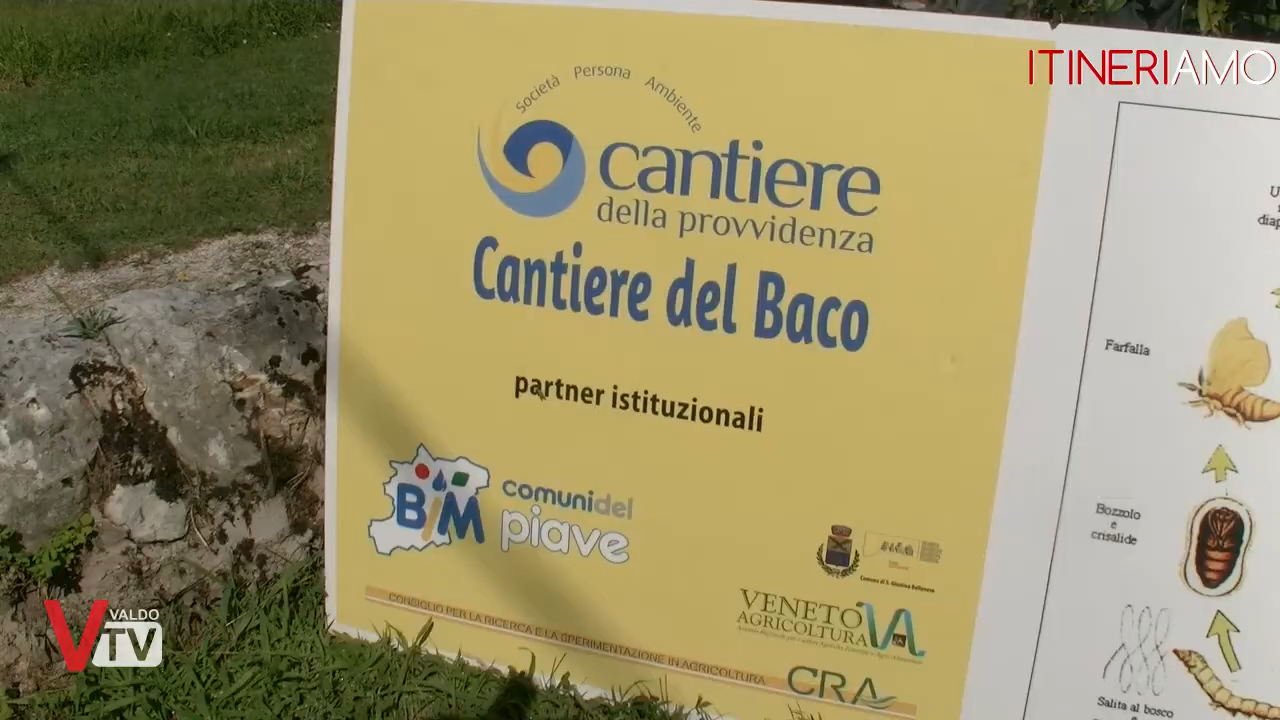 ITINERIAMO
Società Persona Ambiente
cantiere
della provvidenza
Cantiere del Baco
partner istituzionali
BIM
comuni del
piave
VENETO
AGRICOLTURA
CONSIGLIO PER LA RICERCA E LA SPERIMENTAZIONE IN AGRICOLTURA
CRA
Farfalla
Bozzolo
e
crisalide
Salita al bosco
VALDO
TV